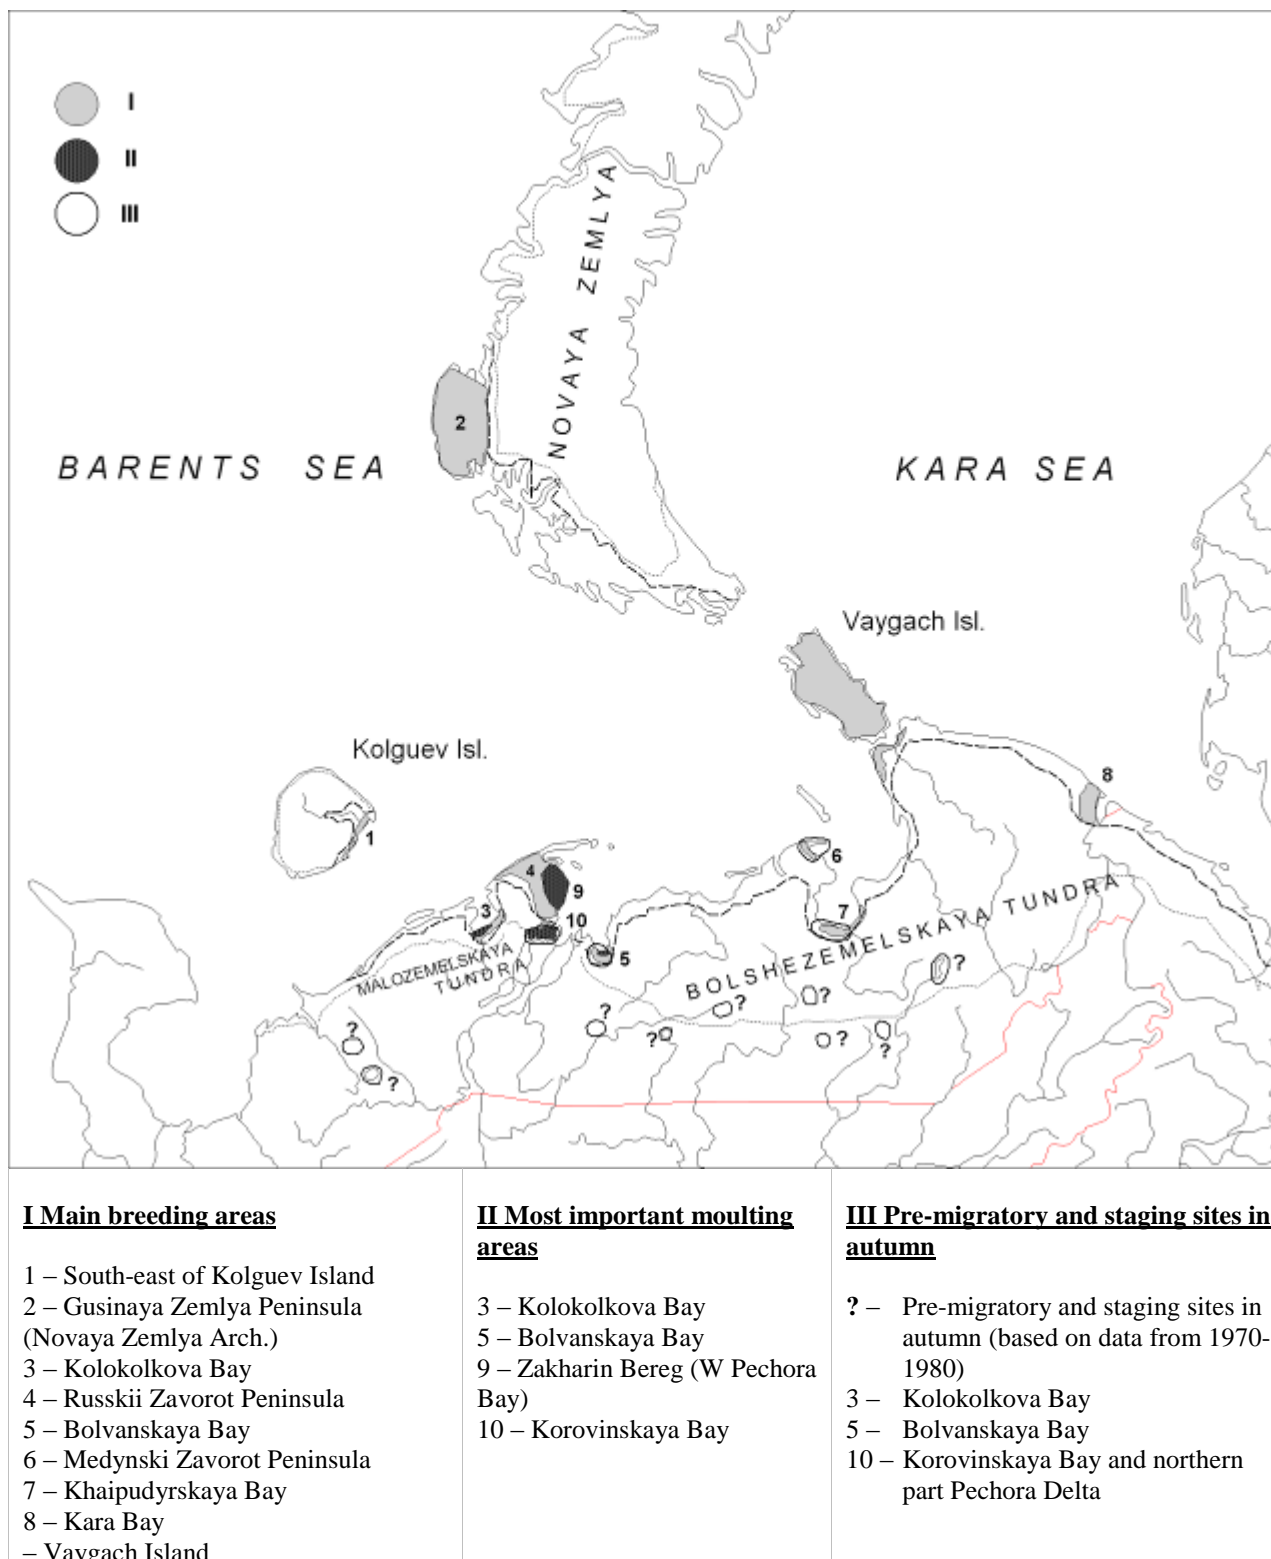 I
II
III
NOVAYA ZEMLYA
2
BARENTS SEA
KARA SEA
Vaygach Isl.
Kolguev Isl.
8
1
4
6
9
3
10
7
5
MALOZEMELSKAYA
TUNDRA
BOLSHEZEMELSKAYA TUNDRA
?
?
?
?
?
?
?
?
?
I Main breeding areas
1 – South-east of Kolguev Island
2 – Gusinaya Zemlya Peninsula
(Novaya Zemlya Arch.)
3 – Kolokolkova Bay
4 – Russkii Zavorot Peninsula
5 – Bolvanskaya Bay
6 – Medynski Zavorot Peninsula
7 – Khaipudyrskaya Bay
8 – Kara Bay
– Vaygach Island
II Most important moulting
areas
3 – Kolokolkova Bay
5 – Bolvanskaya Bay
9 – Zakharin Bereg (W Pechora
Bay)
10 – Korovinskaya Bay
III Pre-migratory and staging sites in
autumn
? – Pre-migratory and staging sites in
autumn (based on data from 1970-
1980)
3 – Kolokolkova Bay
5 – Bolvanskaya Bay
10 – Korovinskaya Bay and northern
part Pechora Delta